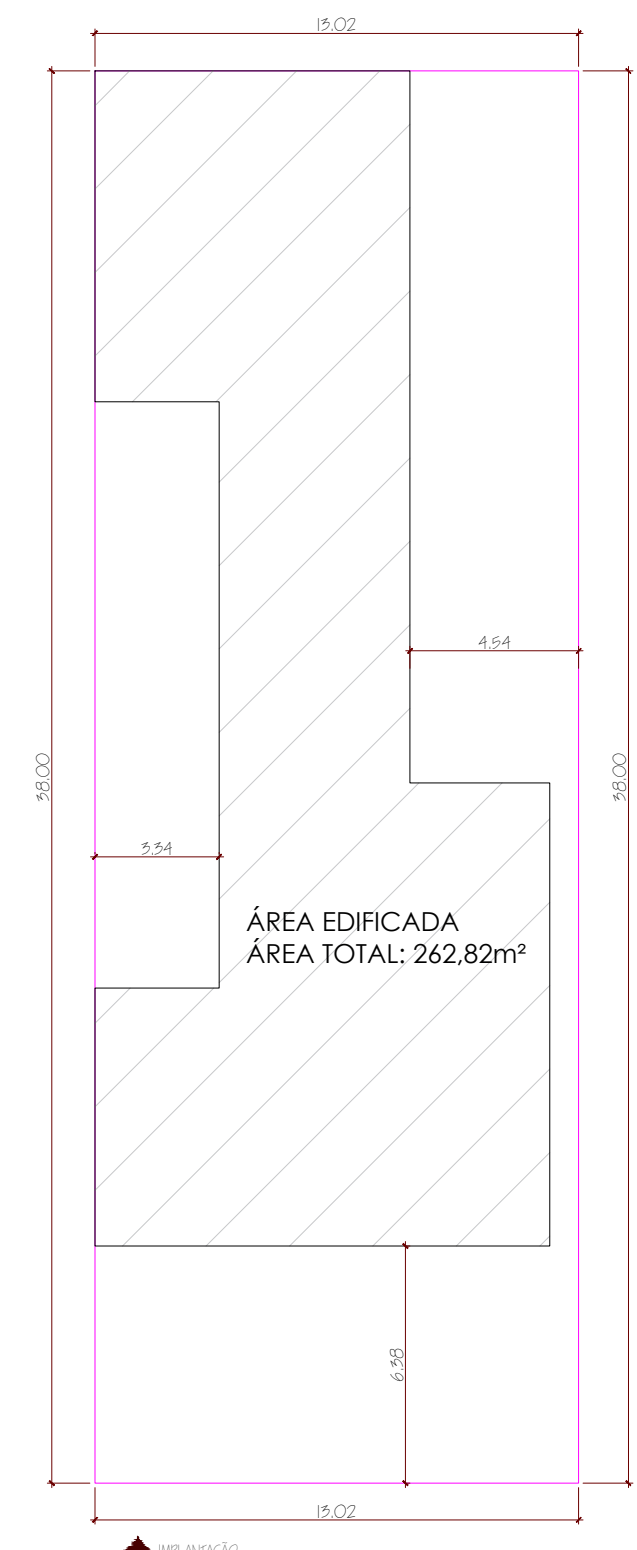 13.02
4.54
38.00
38.00
3.34
ÁREA EDIFICADA
ÁREA TOTAL: 262,82m²
6.38
13.02
IMPLANTAÇÃO